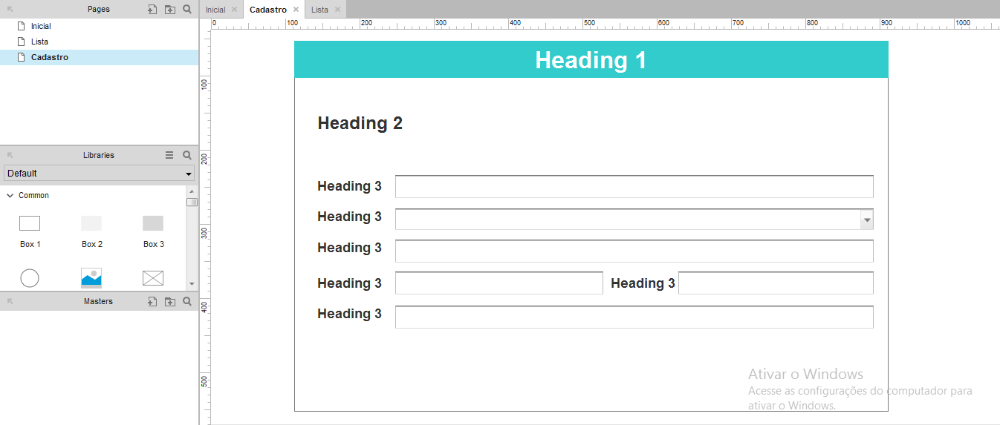 Pages
Inicial
Lista
Cadastro
Libraries
Default
Common
Box 1 Box 2 Box 3
Masters
Inicial Cadastro Lista
0 100 200 300 400 500 600 700 800 900 1000
100
200
300
400
500
Heading 1
Heading 2
Heading 3
Heading 3
Heading 3
Heading 3 Heading 3
Heading 3
Ativar o Windows
Acesse as configurações do computador para
ativar o Windows.